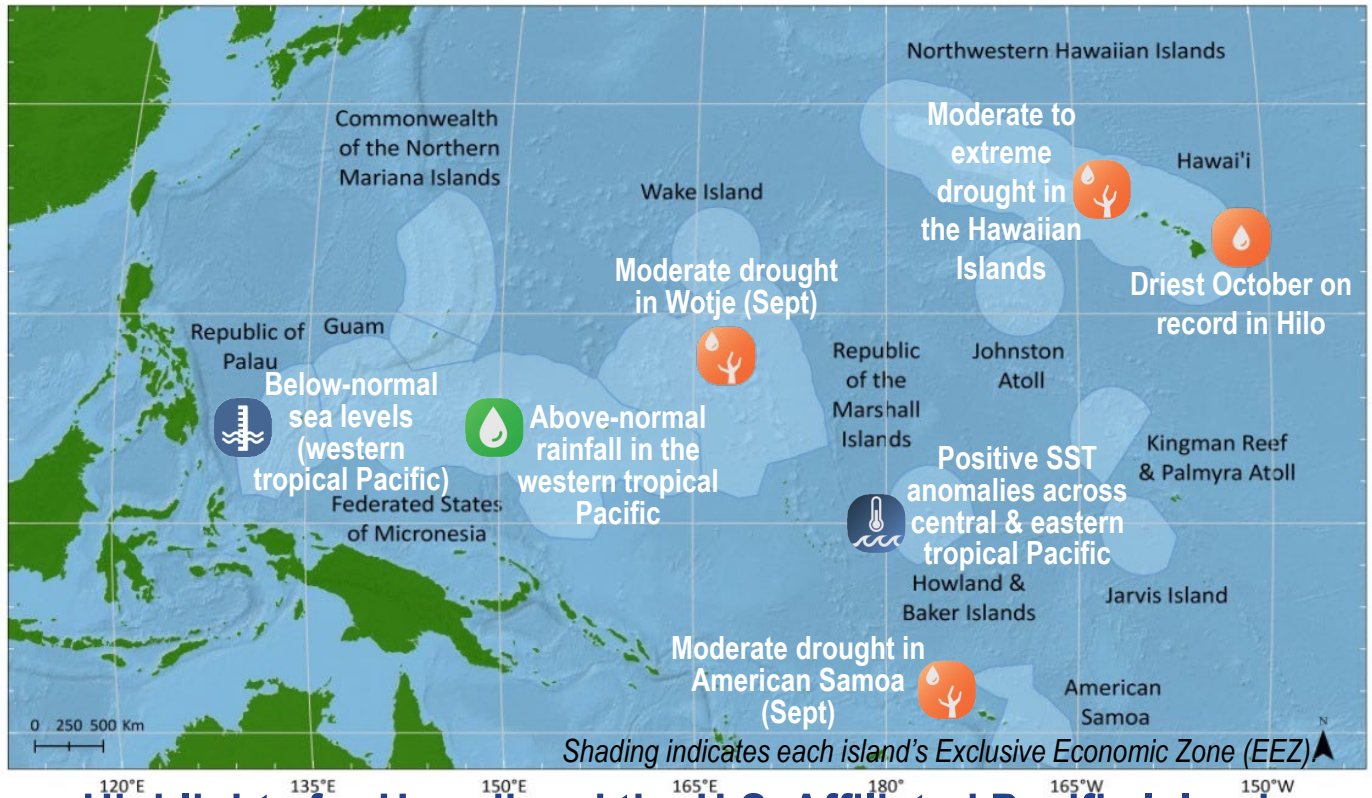 Northwestern Hawaiian Islands
Commonwealth
of the Northern
Mariana Islands
Moderate to
extreme
drought in
the Hawaiian
Islands
Hawai'i
Wake Island
Moderate drought
in Wotje (Sept)
Driest October on
record in Hilo
Republic of
Palau
Guam
Republic
of the
Marshall
Islands
Johnston
Atoll
Below-normal
sea levels
(western
tropical Pacific)
Above-normal
rainfall in the
western tropical
Pacific
Kingman Reef
& Palmyra Atoll
Positive SST
anomalies across
central & eastern
tropical Pacific
Federated States
of Micronesia
Howland &
Baker Islands
Jarvis Island
Moderate drought in
American Samoa
(Sept)
American
Samoa
0 250 500 Km
N
Shading indicates each island's Exclusive Economic Zone (EEZ).
120°E 135°E 150°E 165°E 180° 165°W 150°W